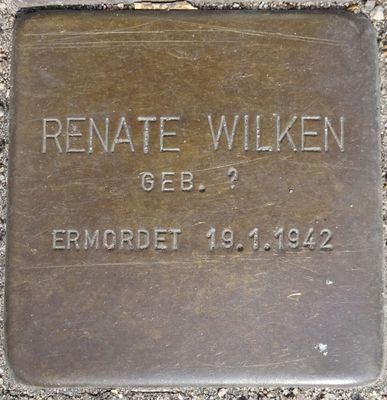 RENATE WILKEN
GEB. ?
ERMORDET 19.1.1942